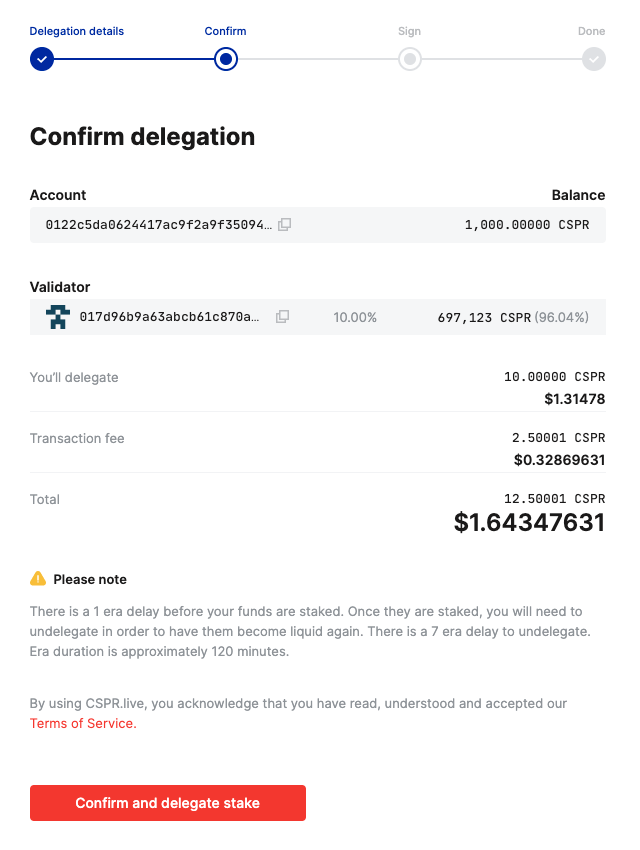 Delegation details Confirm Sign Done
Confirm delegation
Account Balance
0122c5da0624417ac9f2a9f35094… 1,000.00000 CSPR
Validator
017d96b9a63abcb61c870a… 10.00% 697,123 CSPR (96.04%)
You’ll delegate 10.00000 CSPR
$1.31478
Transaction fee 2.50001 CSPR
$0.32869631
Total 12.50001 CSPR
$1.64347631
Please note
There is a 1 era delay before your funds are staked. Once they are staked, you will need to
undelegate in order to have them become liquid again. There is a 7 era delay to undelegate.
Era duration is approximately 120 minutes.
By using CSPR.live, you acknowledge that you have read, understood and accepted our
Terms of Service.
Confirm and delegate stake